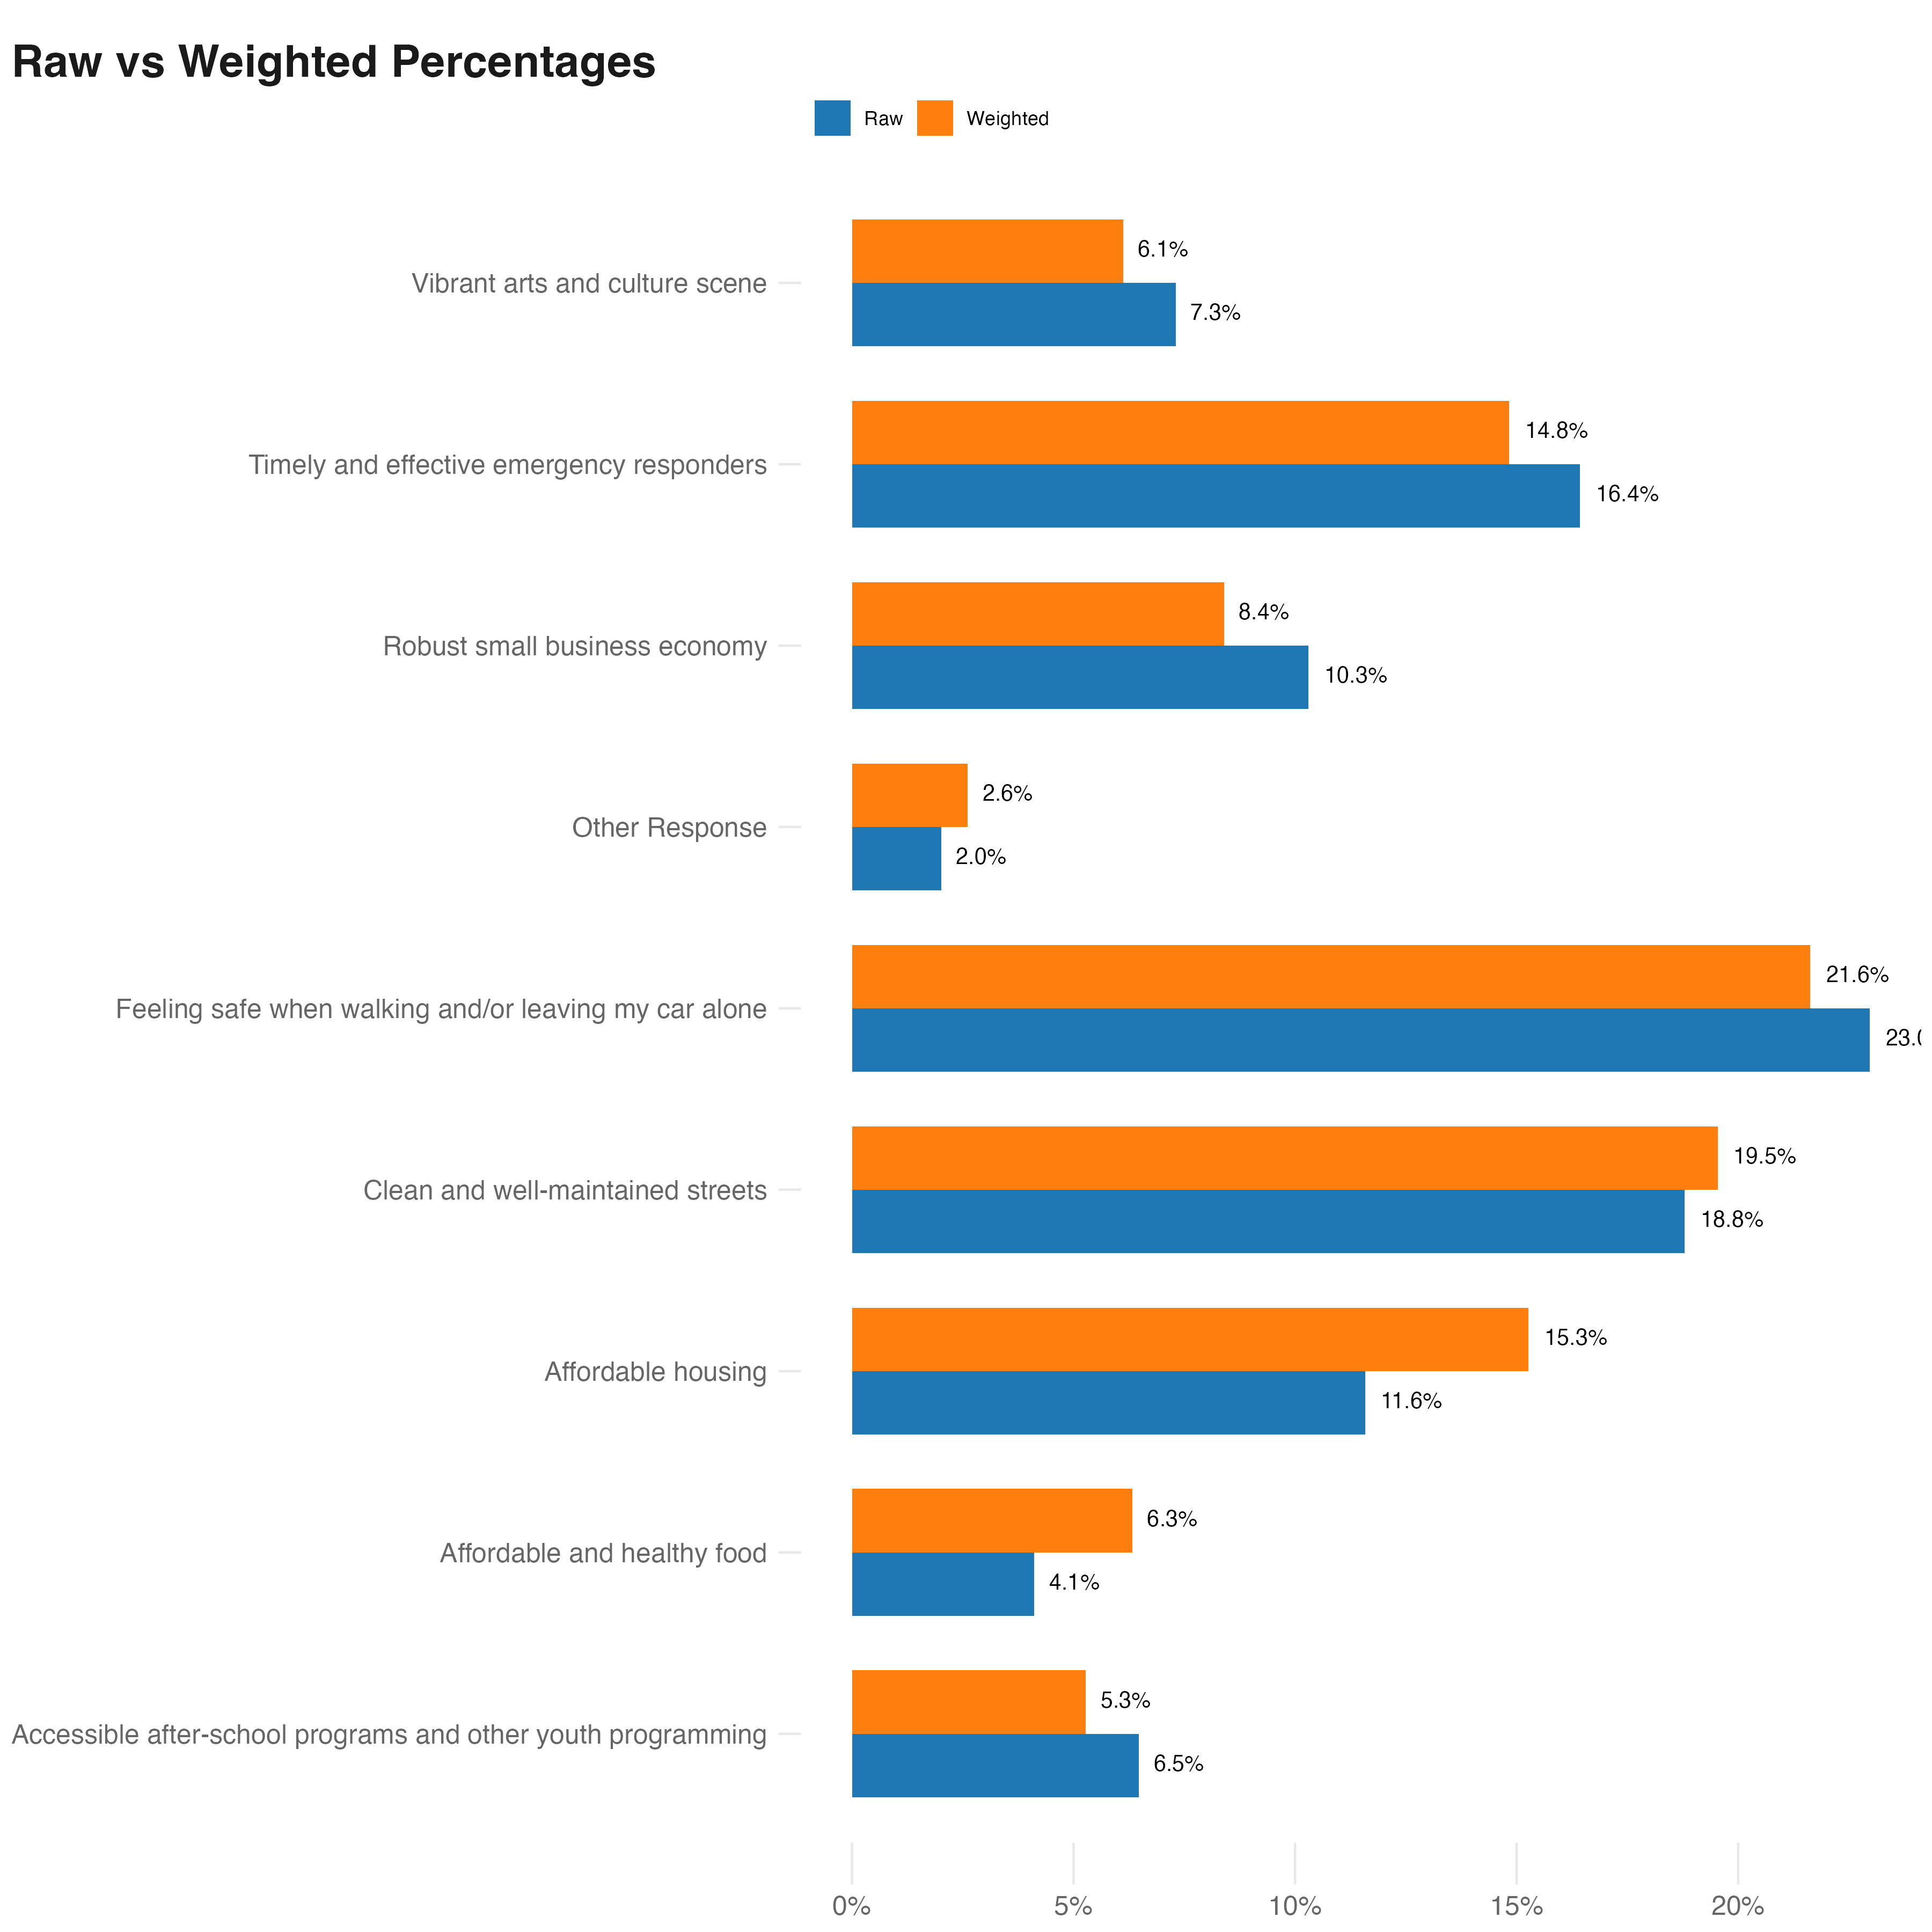 Raw vs Weighted Percentages
Raw Weighted
Vibrant arts and culture scene
6.1%
7.3%
Timely and effective emergency responders
14.8%
16.4%
Robust small business economy
8.4%
10.3%
Other Response
2.6%
2.0%
Feeling safe when walking and/or leaving my car alone
21.6%
Clean and well-maintained streets
19.5%
18.8%
Affordable housing
15.3%
11.6%
Affordable and healthy food
6.3%
4.1%
Accessible after-school programs and other youth programming
5.3%
6.5%
0% 5% 10% 15% 20%